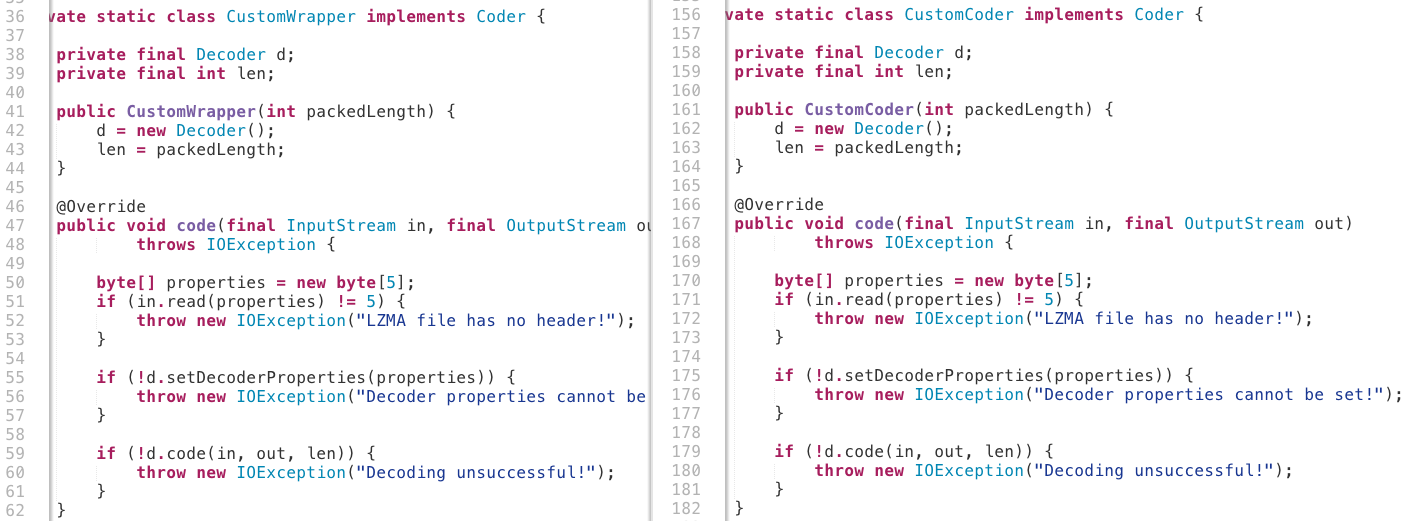 36 vate static class CustomWrapper implements Coder {
37
38 private final Decoder d;
39 private final int len;
40
41 public CustomWrapper(int packedLength) {
42 d = new Decoder();
43 len = packedLength;
44 }
45
46 @Override
47 public void code(final InputStream in, final OutputStream ou
48 throws IOException {
49
50 byte[] properties = new byte[5];
51 if (in.read(properties) != 5) {
52 throw new IOException("LZMA file has no header!");
53 }
54
55 if (!d.setDecoderProperties(properties)) {
56 throw new IOException("Decoder properties cannot be
57 }
58
59 if (!d.code(in, out, len)) {
60 throw new IOException("Decoding unsuccessful!");
61 }
62 }
156 vate static class CustomCoder implements Coder {
157
158 private final Decoder d;
159 private final int len;
160
161 public CustomCoder(int packedLength) {
162 d = new Decoder();
163 len = packedLength;
164 }
165
166 @Override
167 public void code(final InputStream in, final OutputStream out)
168 throws IOException {
169
170 byte[] properties = new byte[5];
171 if (in.read(properties) != 5) {
172 throw new IOException("LZMA file has no header!");
173 }
174
175 if (!d.setDecoderProperties(properties)) {
176 throw new IOException("Decoder properties cannot be set!");
177 }
178
179 if (!d.code(in, out, len)) {
180 throw new IOException("Decoding unsuccessful!");
181 }
182 }